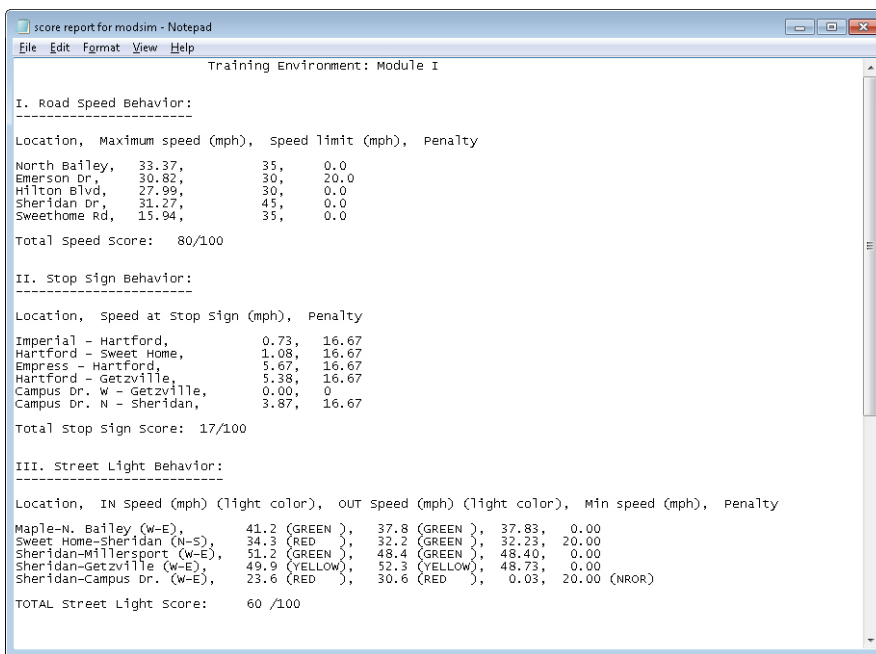 score report for modsim - Notepad
File Edit Format View Help
Training Environment: Module I
I. Road Speed Behavior:
------------------------
Location, Maximum speed (mph), Speed limit (mph), Penalty
North Bailey, 33.37, 35, 0.0
Emerson Dr, 30.82, 30, 20.0
Hilton Blvd, 27.99, 30, 0.0
Sheridan Dr, 31.27, 45, 0.0
Sweethome Rd, 15.94, 35, 0.0
Total Speed Score: 80/100
II. Stop Sign Behavior:
------------------------
Location, Speed at Stop Sign (mph), Penalty
Imperial - Hartford, 0.73, 16.67
Hartford - Sweet Home, 1.08, 16.67
Empress - Hartford, 5.67, 16.67
Hartford - Getzville, 5.38, 16.67
Campus Dr. W - Getzville, 0.00, 0
Campus Dr. N - Sheridan, 3.87, 16.67
Total Stop Sign Score: 17/100
III. Street Light Behavior:
----------------------------
Location, IN Speed (mph) (light color), OUT Speed (mph) (light color), Min speed (mph), Penalty
Maple-N. Bailey (W-E), 41.2 (GREEN ), 37.8 (GREEN ), 37.83, 0.00
Sweet Home-Sheridan (N-S), 34.3 (RED ), 32.2 (GREEN ), 32.23, 20.00
Sheridan-Millersport (W-E), 51.2 (GREEN ), 48.4 (GREEN ), 48.40, 0.00
Sheridan-Getzville (W-E), 49.9 (YELLOW), 52.3 (YELLOW), 48.73, 0.00
Sheridan-Campus Dr. (W-E), 23.6 (RED ), 30.6 (RED ), 0.03, 20.00 (NROR)
TOTAL Street Light Score: 60 /100